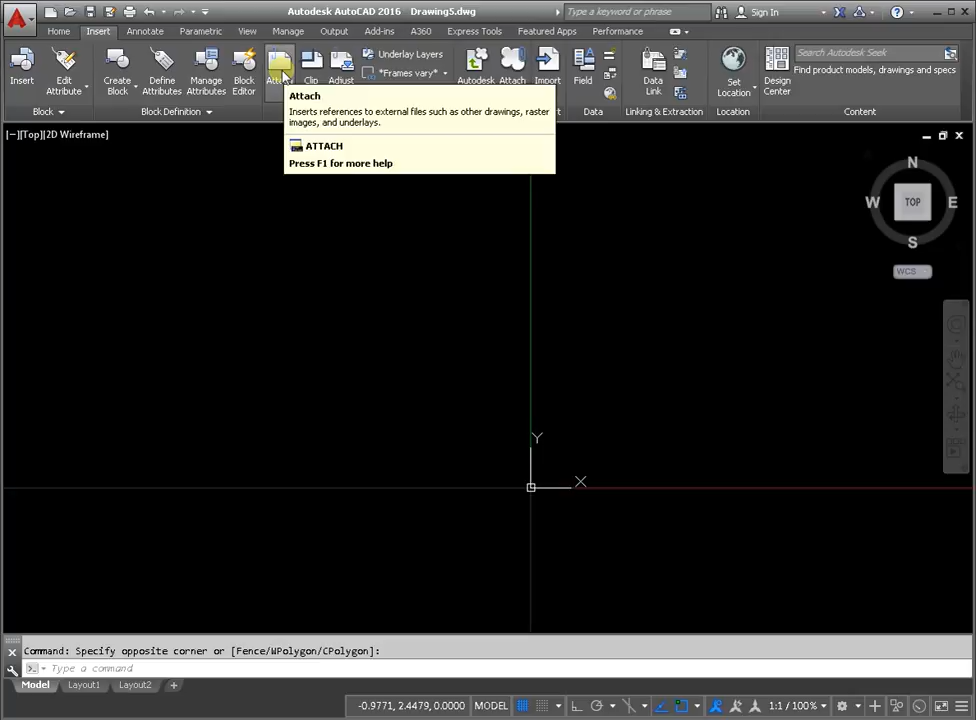 Autodesk AutoCAD 2016 Drawing5.dwg
Type a keyword or phrase
Sign In
Home Insert Annotate Parametric View Manage Output Add-ins A360 Express Tools Featured Apps Performance
Insert
Edit
Attribute
Create
Block
Define
Attributes
Manage
Attributes
Block
Editor
Clip
Adjust
Underlay Layers
*Frames vary*
Autodesk
Attach
Import
Field
Data
Link
Set
Location
Design
Center
Search Autodesk Seek
Find product models, drawings and specs
Block
Block Definition
Data
Linking & Extraction
Location
Content
Attach
Inserts references to external files such as other drawings, raster
images, and underlays.
ATTACH
Press F1 for more help
[−][Top][2D Wireframe]
N
W
TOP
E
S
WCS
Y
X
Command: Specify opposite corner or [Fence/WPolygon/CPolygon]:
Type a command
Model Layout1 Layout2 +
-0.9771, 2.4479, 0.0000 MODEL 1:1 / 100%